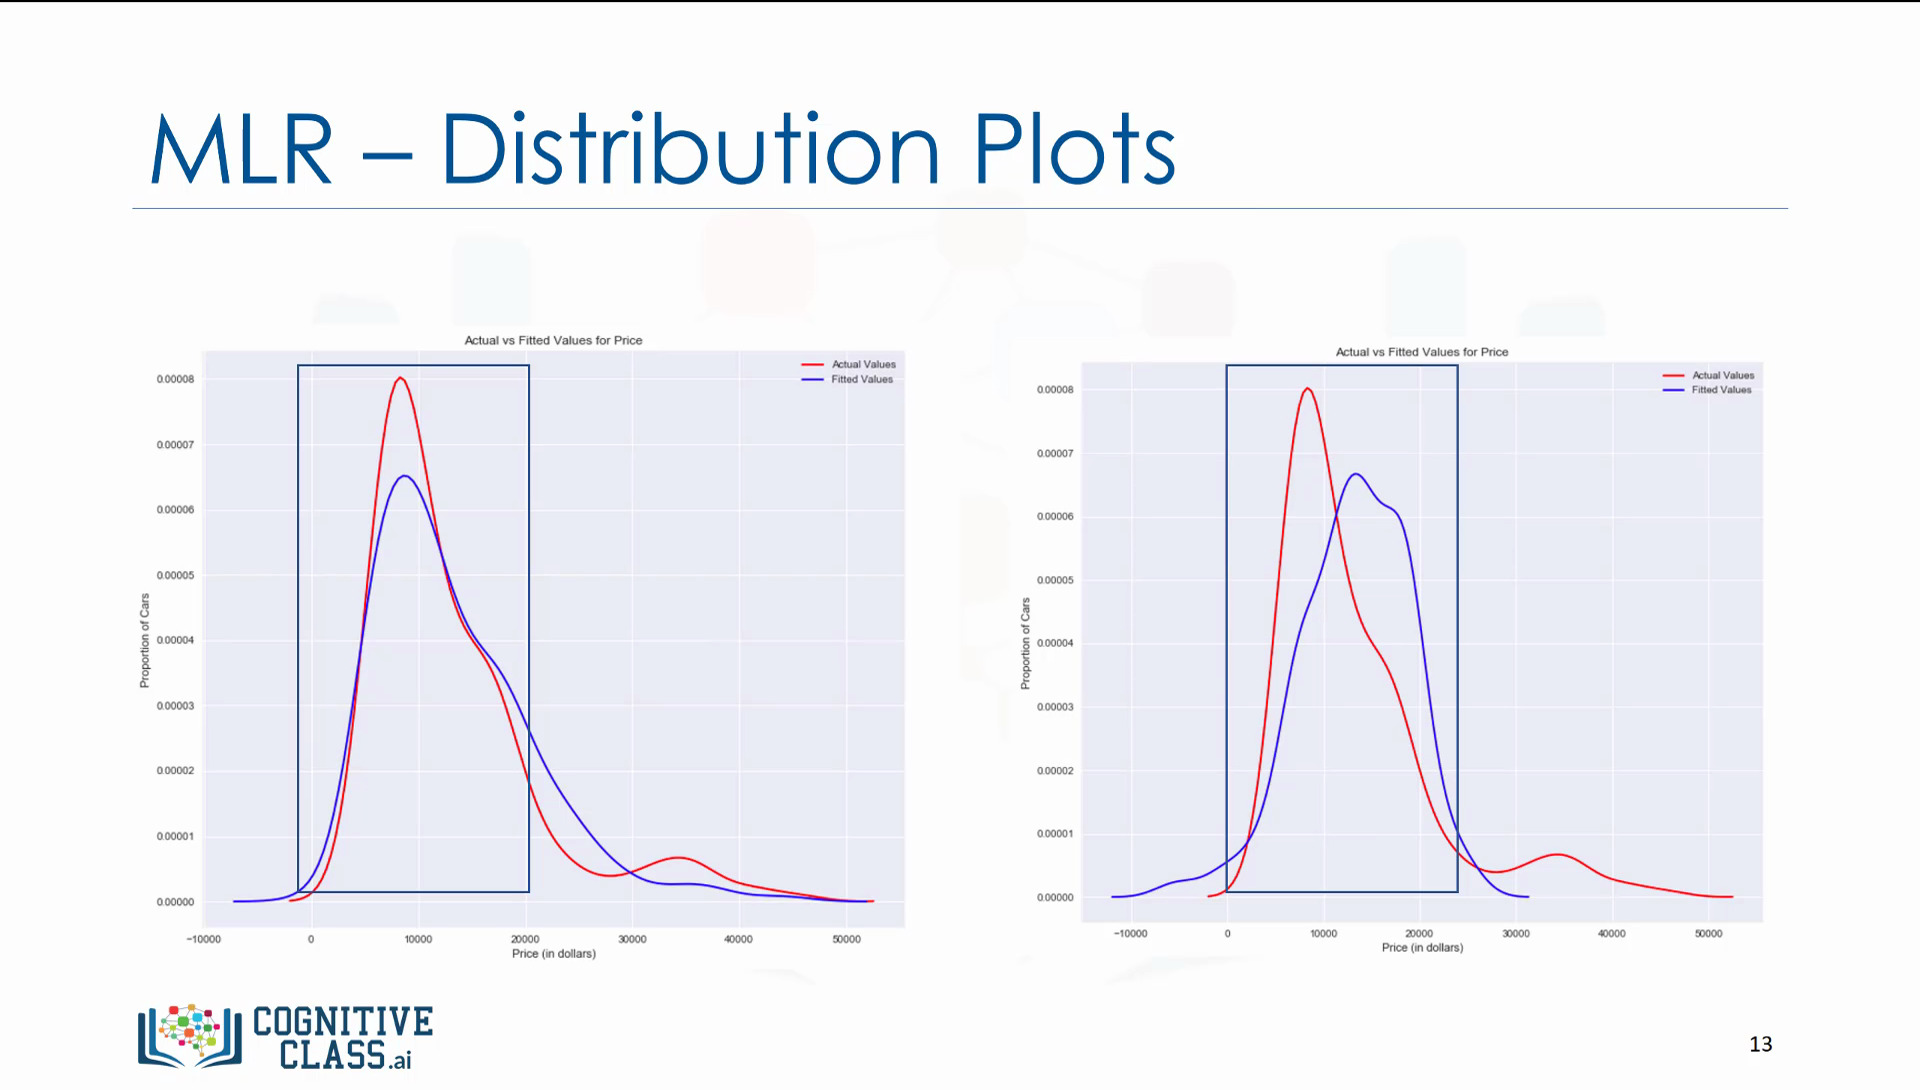 MLR – Distribution Plots
Actual vs Fitted Values for Price
Actual Values
Fitted Values
0.00008
0.00007
0.00006
0.00005
0.00004
0.00003
0.00002
0.00001
0.00000
Proportion of Cars
−10000 0 10000 20000 30000 40000 50000
Price (in dollars)
Actual vs Fitted Values for Price
Actual Values
Fitted Values
0.00008
0.00007
0.00006
0.00005
0.00004
0.00003
0.00002
0.00001
0.00000
Proportion of Cars
−10000 0 10000 20000 30000 40000 50000
Price (in dollars)
COGNITIVE
CLASS.ai
13